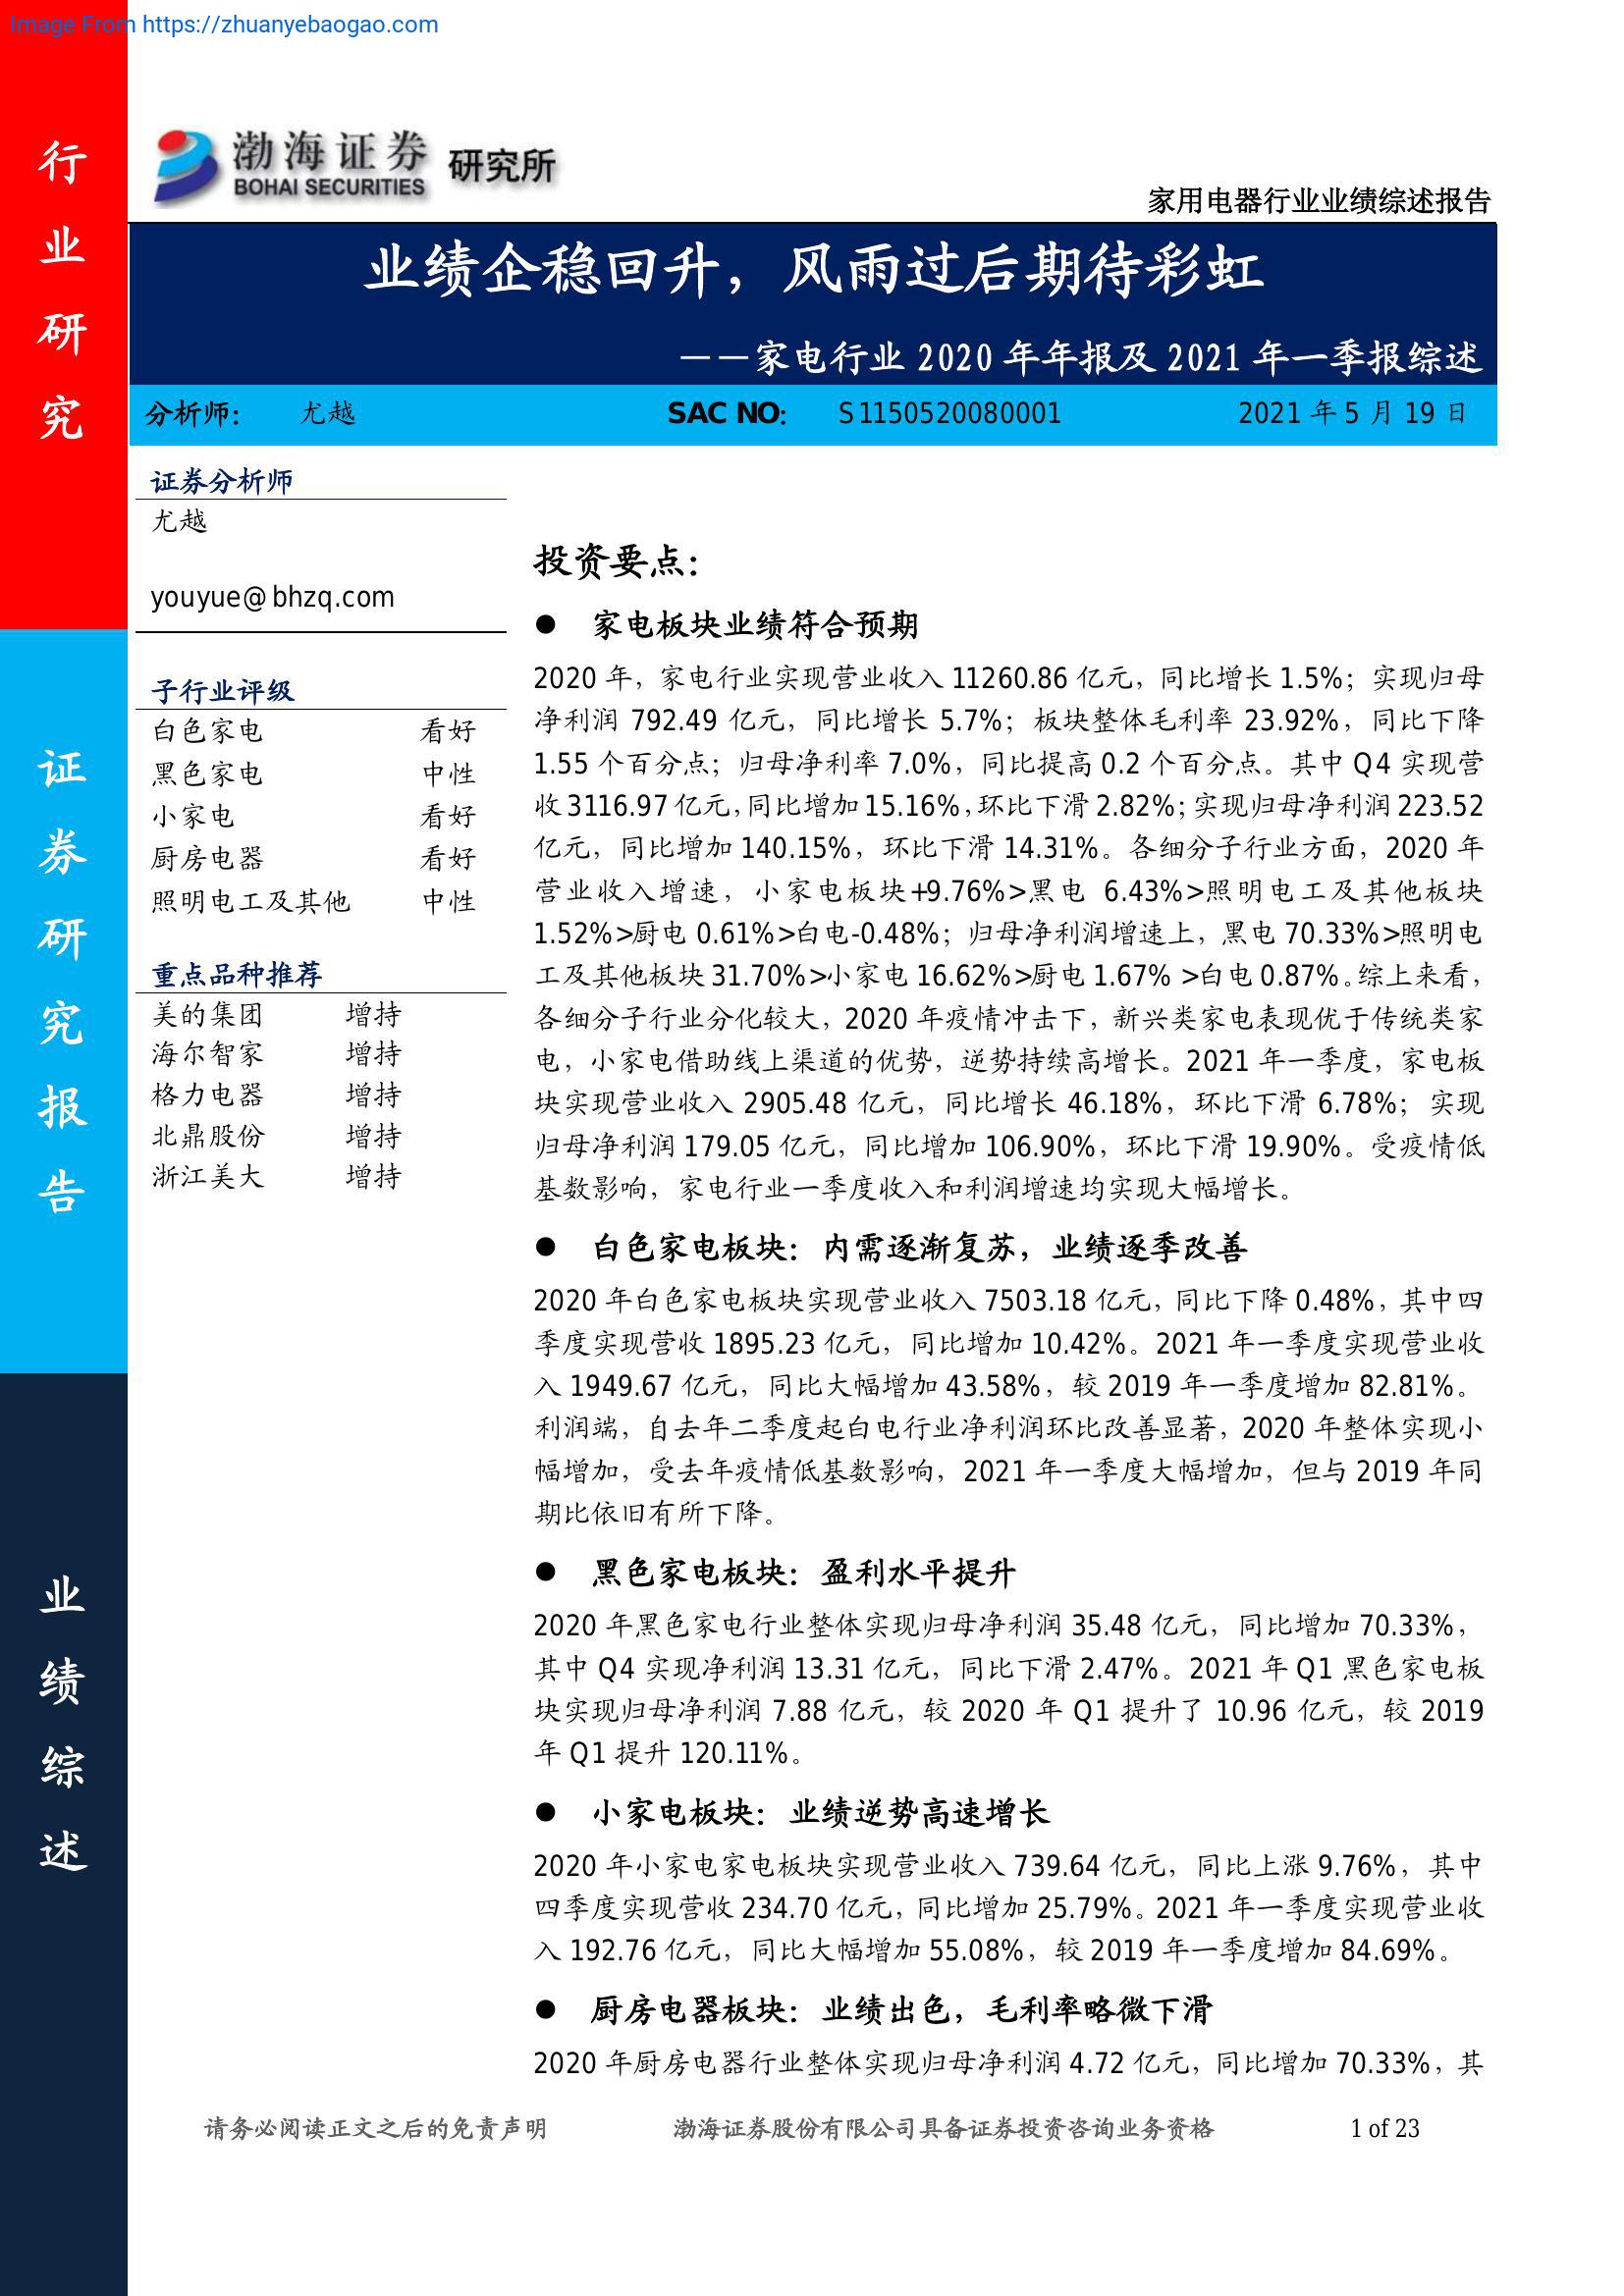 Image From https://zhuanyebaogao.com
行业研究
证券研究报告
业绩综述
渤海证券 研究所
BOHAI SECURITIES
家用电器行业业绩综述报告
业绩企稳回升，风雨过后期待彩虹
——家电行业 2020 年年报及 2021 年一季报综述
分析师： 尤越 SAC NO： S1150520080001 2021 年 5 月 19 日
证券分析师
尤越
youyue@bhzq.com
子行业评级
白色家电 看好
黑色家电 中性
小家电 看好
厨房电器 看好
照明电工及其他 中性
重点品种推荐
美的集团 增持
海尔智家 增持
格力电器 增持
北鼎股份 增持
浙江美大 增持
投资要点：
● 家电板块业绩符合预期
2020 年，家电行业实现营业收入 11260.86 亿元，同比增长 1.5%；实现归母
净利润 792.49 亿元，同比增长 5.7%；板块整体毛利率 23.92%，同比下降
1.55 个百分点；归母净利率 7.0%，同比提高 0.2 个百分点。其中 Q4 实现营
收 3116.97 亿元，同比增加 15.16%，环比下滑 2.82%；实现归母净利润 223.52
亿元，同比增加 140.15%，环比下滑 14.31%。各细分子行业方面，2020 年
营业收入增速，小家电板块+9.76%>黑电 6.43%>照明电工及其他板块
1.52%>厨电 0.61%>白电-0.48%；归母净利润增速上，黑电 70.33%>照明电
工及其他板块 31.70%>小家电 16.62%>厨电 1.67% >白电 0.87%。综上来看，
各细分子行业分化较大，2020 年疫情冲击下，新兴类家电表现优于传统类家
电，小家电借助线上渠道的优势，逆势持续高增长。2021 年一季度，家电板
块实现营业收入 2905.48 亿元，同比增长 46.18%，环比下滑 6.78%；实现
归母净利润 179.05 亿元，同比增加 106.90%，环比下滑 19.90%。受疫情低
基数影响，家电行业一季度收入和利润增速均实现大幅增长。
● 白色家电板块：内需逐渐复苏，业绩逐季改善
2020 年白色家电板块实现营业收入 7503.18 亿元，同比下降 0.48%，其中四
季度实现营收 1895.23 亿元，同比增加 10.42%。2021 年一季度实现营业收
入 1949.67 亿元，同比大幅增加 43.58%，较 2019 年一季度增加 82.81%。
利润端，自去年二季度起白电行业净利润环比改善显著，2020 年整体实现小
幅增加，受去年疫情低基数影响，2021 年一季度大幅增加，但与 2019 年同
期比依旧有所下降。
● 黑色家电板块：盈利水平提升
2020 年黑色家电行业整体实现归母净利润 35.48 亿元，同比增加 70.33%，
其中 Q4 实现净利润 13.31 亿元，同比下滑 2.47%。2021 年 Q1 黑色家电板
块实现归母净利润 7.88 亿元，较 2020 年 Q1 提升了 10.96 亿元，较 2019
年 Q1 提升 120.11%。
● 小家电板块：业绩逆势高速增长
2020 年小家电家电板块实现营业收入 739.64 亿元，同比上涨 9.76%，其中
四季度实现营收 234.70 亿元，同比增加 25.79%。2021 年一季度实现营业收
入 192.76 亿元，同比大幅增加 55.08%，较 2019 年一季度增加 84.69%。
● 厨房电器板块：业绩出色，毛利率略微下滑
2020 年厨房电器行业整体实现归母净利润 4.72 亿元，同比增加 70.33%，其
请务必阅读正文之后的免责声明 渤海证券股份有限公司具备证券投资咨询业务资格 1 of 23